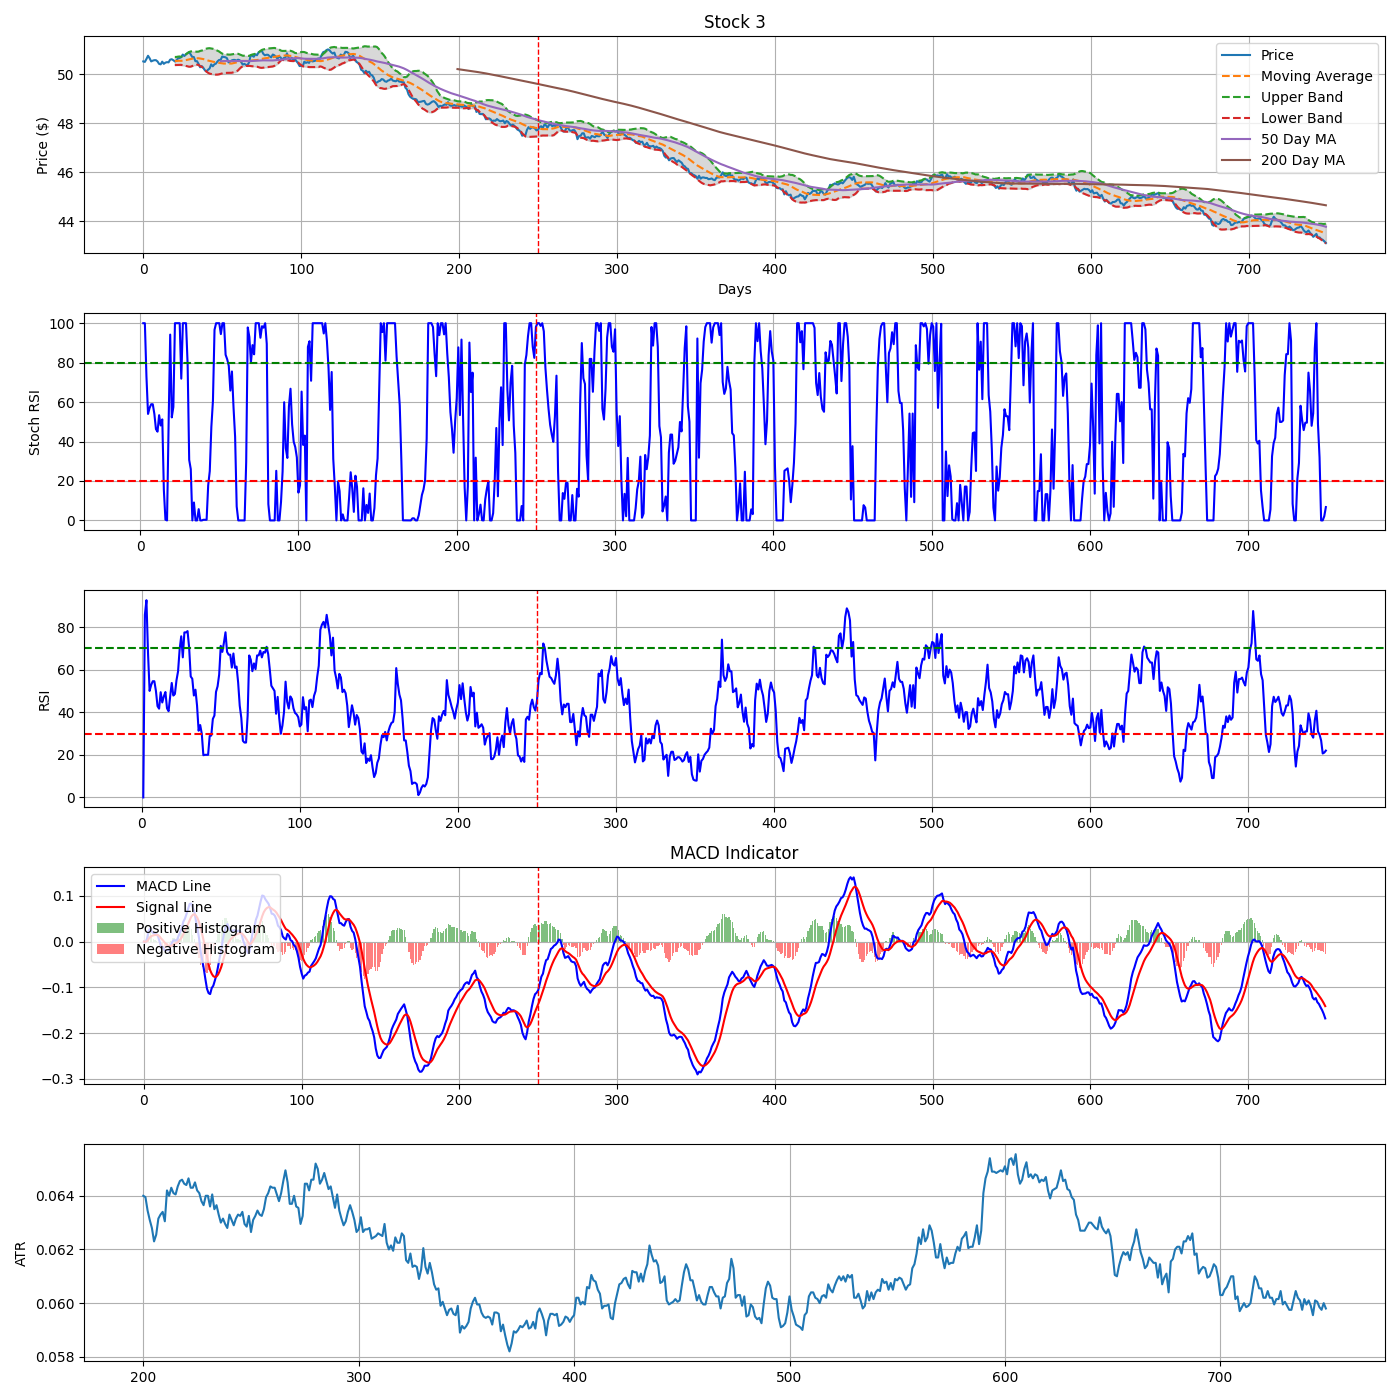 Stock 3
Price ($)
50
48
46
44
Price
Moving Average
Upper Band
Lower Band
50 Day MA
200 Day MA
0 100 200 300 400 500 600 700
Days
Stoch RSI
100
80
60
40
20
0
0 100 200 300 400 500 600 700
RSI
80
60
40
20
0
0 100 200 300 400 500 600 700
MACD Indicator
0.1
0.0
−0.1
−0.2
−0.3
MACD Line
Signal Line
Positive Histogram
Negative Histogram
0 100 200 300 400 500 600 700
ATR
0.064
0.062
0.060
0.058
200 300 400 500 600 700